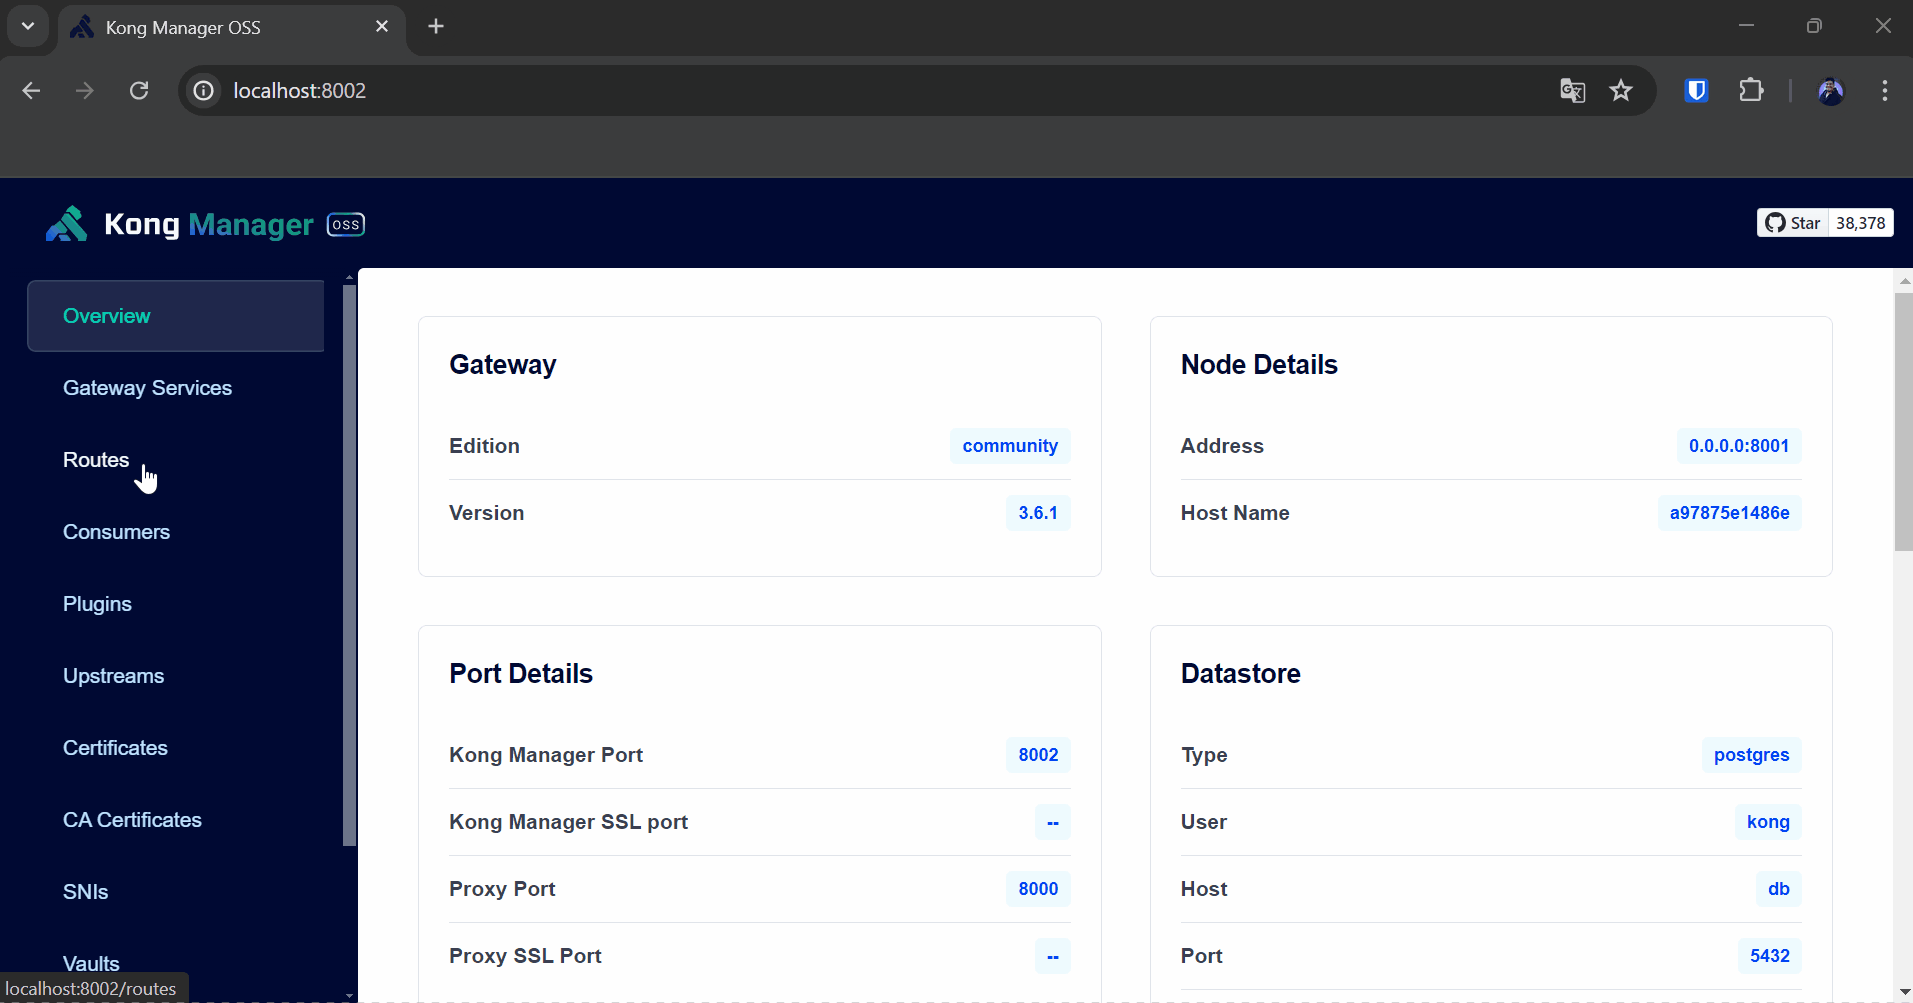 Kong Manager OSS
localhost:8002
Kong Manager OSS
Star 38,378
Overview
Gateway Services
Routes
Consumers
Plugins
Upstreams
Certificates
CA Certificates
SNIs
Vaults
localhost:8002/routes
Gateway
Edition community
Version 3.6.1
Node Details
Address 0.0.0.0:8001
Host Name a97875e1486e
Port Details
Kong Manager Port 8002
Kong Manager SSL port --
Proxy Port 8000
Proxy SSL Port --
Datastore
Type postgres
User kong
Host db
Port 5432